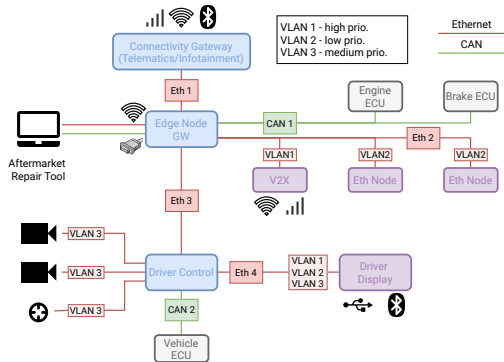 VLAN 1 - high prio.
VLAN 2 - low prio.
VLAN 3 - medium prio.
Ethernet
CAN
Connectivity Gateway
(Telematics/Infotainment)
Eth 1
Engine
ECU
Brake ECU
Edge Node
GW
CAN 1
Eth 2
Aftermarket
Repair Tool
VLAN1
VLAN2
VLAN2
V2X
Eth Node
Eth Node
Eth 3
VLAN 3
VLAN 3
VLAN 3
Driver Control
Eth 4
VLAN 1
VLAN 2
VLAN 3
Driver
Display
CAN 2
Vehicle
ECU